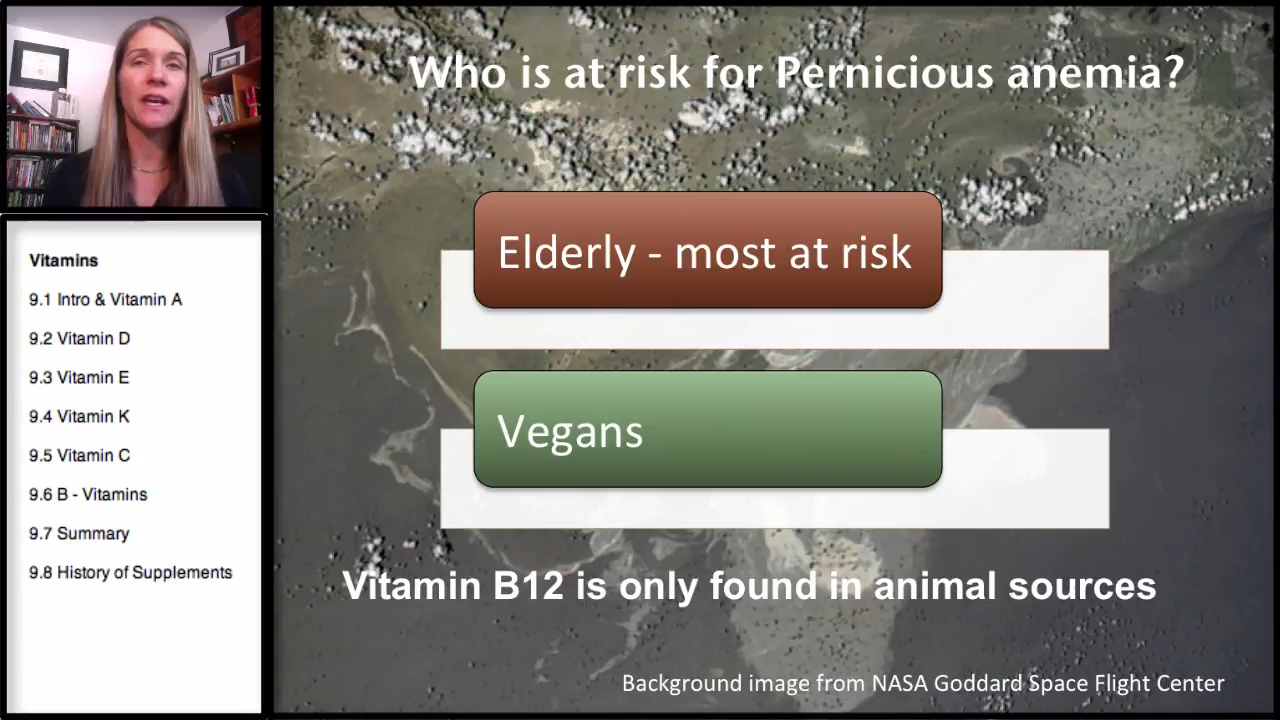 Who is at risk for Pernicious anemia?
Elderly - most at risk
Vegans
Vitamin B12 is only found in animal sources
Background image from NASA Goddard Space Flight Center
Vitamins
9.1 Intro & Vitamin A
9.2 Vitamin D
9.3 Vitamin E
9.4 Vitamin K
9.5 Vitamin C
9.6 B - Vitamins
9.7 Summary
9.8 History of Supplements